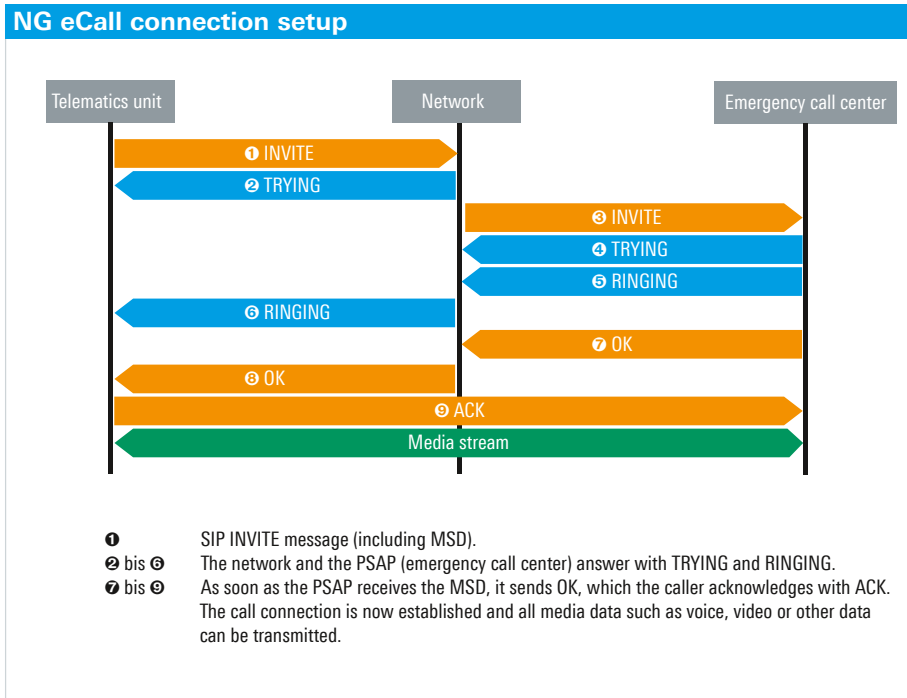 NG eCall connection setup
Telematics unit
Network
Emergency call center
❶ INVITE
❷ TRYING
❸ INVITE
❹ TRYING
❺ RINGING
❻ RINGING
❼ OK
❽ OK
❾ ACK
Media stream
❶ SIP INVITE message (including MSD).
❷ bis ❻ The network and the PSAP (emergency call center) answer with TRYING and RINGING.
❼ bis ❾ As soon as the PSAP receives the MSD, it sends OK, which the caller acknowledges with ACK.
The call connection is now established and all media data such as voice, video or other data
can be transmitted.